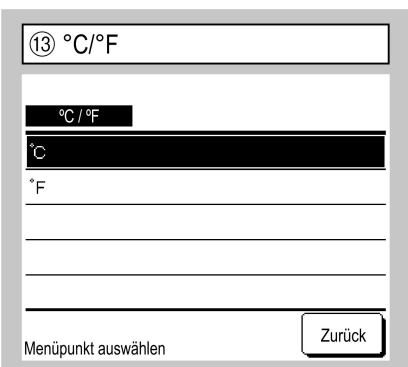 ⑬ °C/°F
°C / °F
°C
°F
Menüpunkt auswählen
Zurück